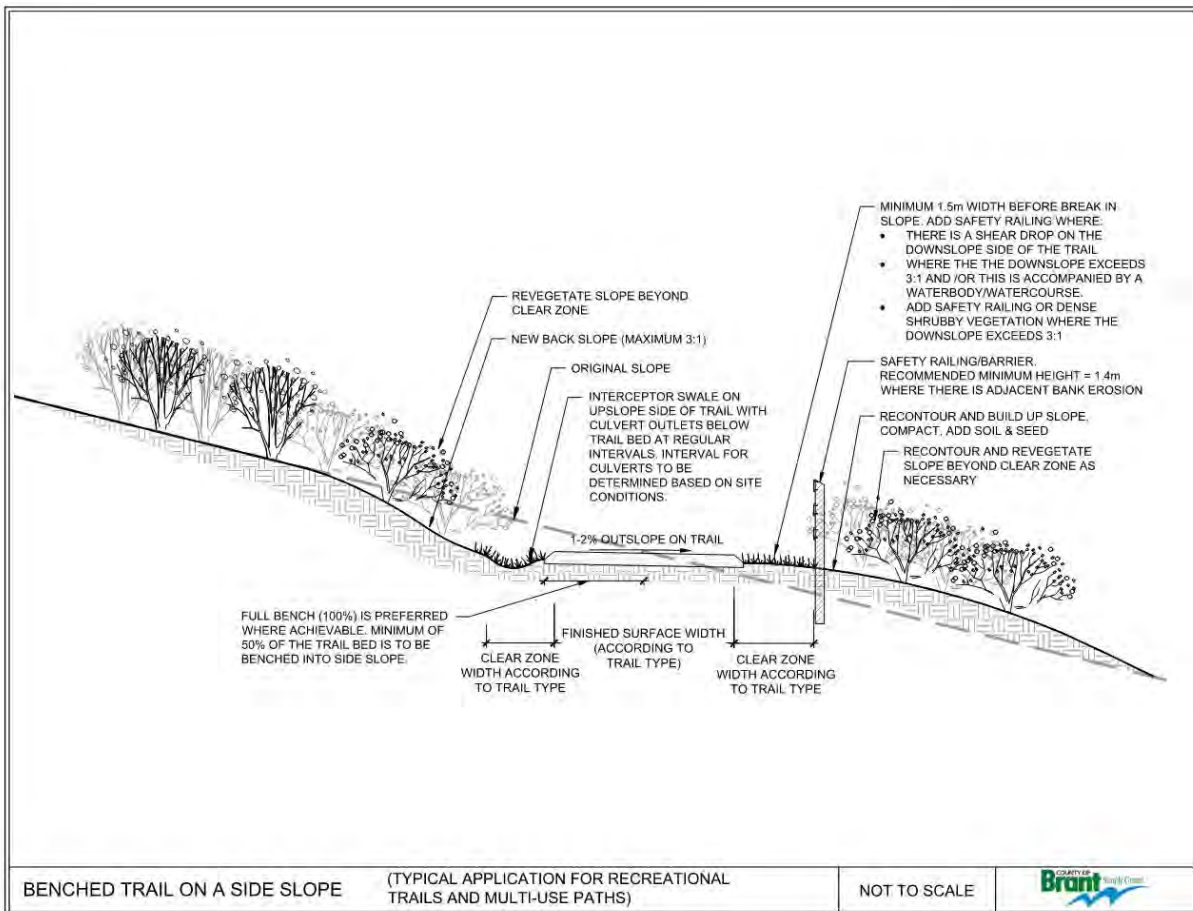 MINIMUM 1.5m WIDTH BEFORE BREAK IN
SLOPE. ADD SAFETY RAILING WHERE:
• THERE IS A SHEAR DROP ON THE
DOWNSLOPE SIDE OF THE TRAIL
• WHERE THE THE DOWNSLOPE EXCEEDS
3:1 AND /OR THIS IS ACCOMPANIED BY A
WATERBODY/WATERCOURSE.
• ADD SAFETY RAILING OR DENSE
SHRUBBY VEGETATION WHERE THE
DOWNSLOPE EXCEEDS 3:1
REVEGETATE SLOPE BEYOND
CLEAR ZONE
NEW BACK SLOPE (MAXIMUM 3:1)
ORIGINAL SLOPE
INTERCEPTOR SWALE ON
UPSLOPE SIDE OF TRAIL WITH
CULVERT OUTLETS BELOW
TRAIL BED AT REGULAR
INTERVALS. INTERVAL FOR
CULVERTS TO BE
DETERMINED BASED ON SITE
CONDITIONS.
SAFETY RAILING/BARRIER.
RECOMMENDED MINIMUM HEIGHT = 1.4m
WHERE THERE IS ADJACENT BANK EROSION
RECONTOUR AND BUILD UP SLOPE,
COMPACT, ADD SOIL & SEED
RECONTOUR AND REVEGETATE
SLOPE BEYOND CLEAR ZONE AS
NECESSARY
1-2% OUTSLOPE ON TRAIL
FULL BENCH (100%) IS PREFERRED
WHERE ACHIEVABLE. MINIMUM OF
50% OF THE TRAIL BED IS TO BE
BENCHED INTO SIDE SLOPE.
CLEAR ZONE
WIDTH ACCORDING
TO TRAIL TYPE
FINISHED SURFACE WIDTH
(ACCORDING TO
TRAIL TYPE)
CLEAR ZONE
WIDTH ACCORDING
TO TRAIL TYPE
BENCHED TRAIL ON A SIDE SLOPE
(TYPICAL APPLICATION FOR RECREATIONAL
TRAILS AND MULTI-USE PATHS)
NOT TO SCALE
COUNTY OF
Brant